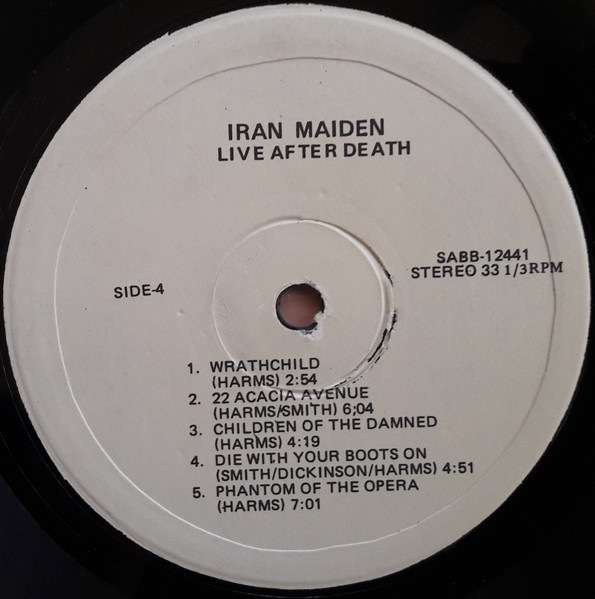 IRAN MAIDEN
LIVE AFTER DEATH
SABB-12441
STEREO 33 1/3RPM
SIDE-4
1. WRATHCHILD
(HARMS) 2:54
2. 22 ACACIA AVENUE
(HARMS/SMITH) 6;04
3. CHILDREN OF THE DAMNED
(HARMS) 4:19
4. DIE WITH YOUR BOOTS ON
(SMITH/DICKINSON/HARMS) 4:51
5. PHANTOM OF THE OPERA
(HARMS) 7:01